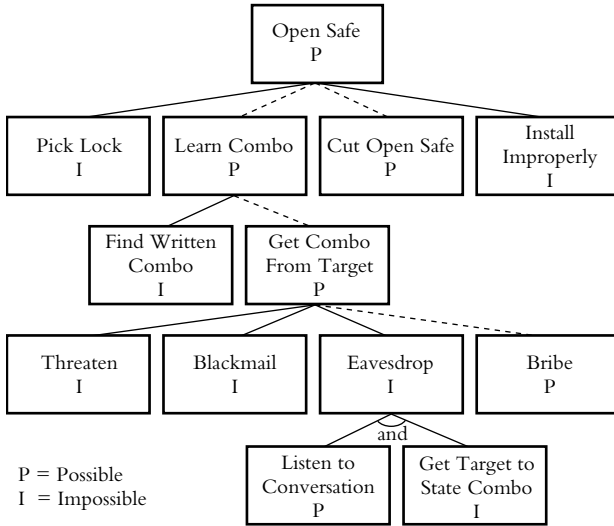 Open Safe
P
Pick Lock
I
Learn Combo
P
Cut Open Safe
P
Install
Improperly
I
Find Written
Combo
I
Get Combo
From Target
P
Threaten
I
Blackmail
I
Eavesdrop
I
Bribe
P
and
Listen to
Conversation
P
Get Target to
State Combo
I
P = Possible
I = Impossible